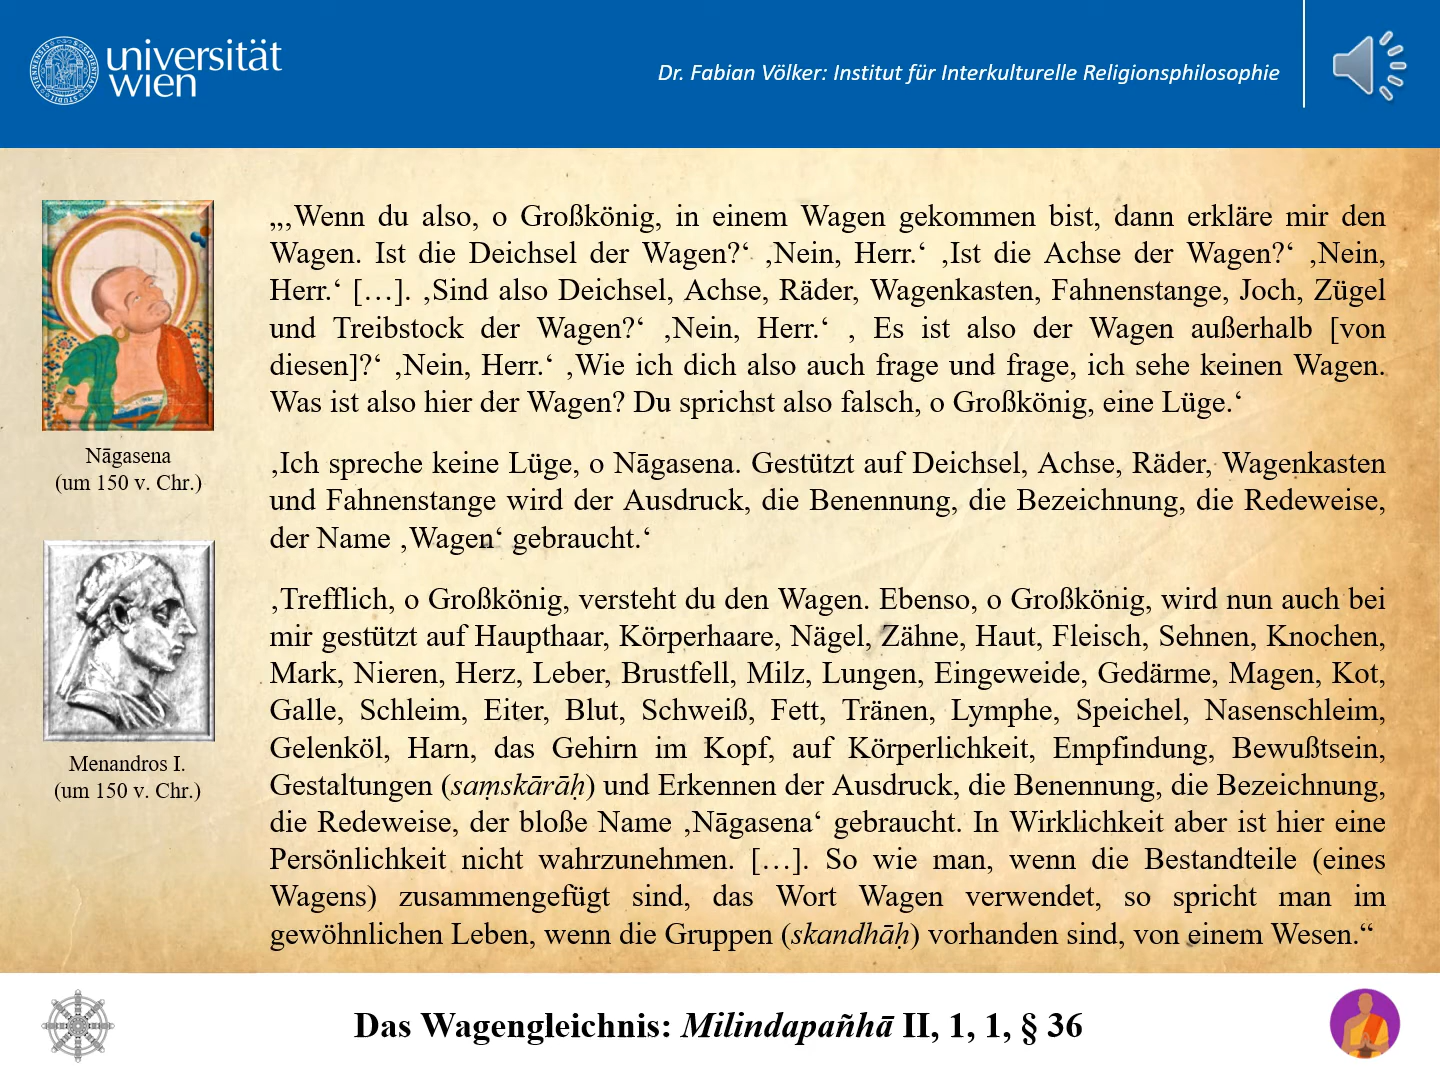 universität
wien
Dr. Fabian Völker: Institut für Interkulturelle Religionsphilosophie
„‚Wenn du also, o Großkönig, in einem Wagen gekommen bist, dann erkläre mir den
Wagen. Ist die Deichsel der Wagen?‘ ‚Nein, Herr.‘ ‚Ist die Achse der Wagen?‘ ‚Nein,
Herr.‘ […]. ‚Sind also Deichsel, Achse, Räder, Wagenkasten, Fahnenstange, Joch, Zügel
und Treibstock der Wagen?‘ ‚Nein, Herr.‘ ‚ Es ist also der Wagen außerhalb [von
diesen]?‘ ‚Nein, Herr.‘ ‚Wie ich dich also auch frage und frage, ich sehe keinen Wagen.
Was ist also hier der Wagen? Du sprichst also falsch, o Großkönig, eine Lüge.‘
‚Ich spreche keine Lüge, o Nāgasena. Gestützt auf Deichsel, Achse, Räder, Wagenkasten
und Fahnenstange wird der Ausdruck, die Benennung, die Bezeichnung, die Redeweise,
der Name ‚Wagen‘ gebraucht.‘
‚Trefflich, o Großkönig, versteht du den Wagen. Ebenso, o Großkönig, wird nun auch bei
mir gestützt auf Haupthaar, Körperhaare, Nägel, Zähne, Haut, Fleisch, Sehnen, Knochen,
Mark, Nieren, Herz, Leber, Brustfell, Milz, Lungen, Eingeweide, Gedärme, Magen, Kot,
Galle, Schleim, Eiter, Blut, Schweiß, Fett, Tränen, Lymphe, Speichel, Nasenschleim,
Gelenköl, Harn, das Gehirn im Kopf, auf Körperlichkeit, Empfindung, Bewußtsein,
Gestaltungen (saṃskārāḥ) und Erkennen der Ausdruck, die Benennung, die Bezeichnung,
die Redeweise, der bloße Name ‚Nāgasena‘ gebraucht. In Wirklichkeit aber ist hier eine
Persönlichkeit nicht wahrzunehmen. […]. So wie man, wenn die Bestandteile (eines
Wagens) zusammengefügt sind, das Wort Wagen verwendet, so spricht man im
gewöhnlichen Leben, wenn die Gruppen (skandhāḥ) vorhanden sind, von einem Wesen.“
Nāgasena
(um 150 v. Chr.)
Menandros I.
(um 150 v. Chr.)
Das Wagengleichnis: Milindapañhā II, 1, 1, § 36